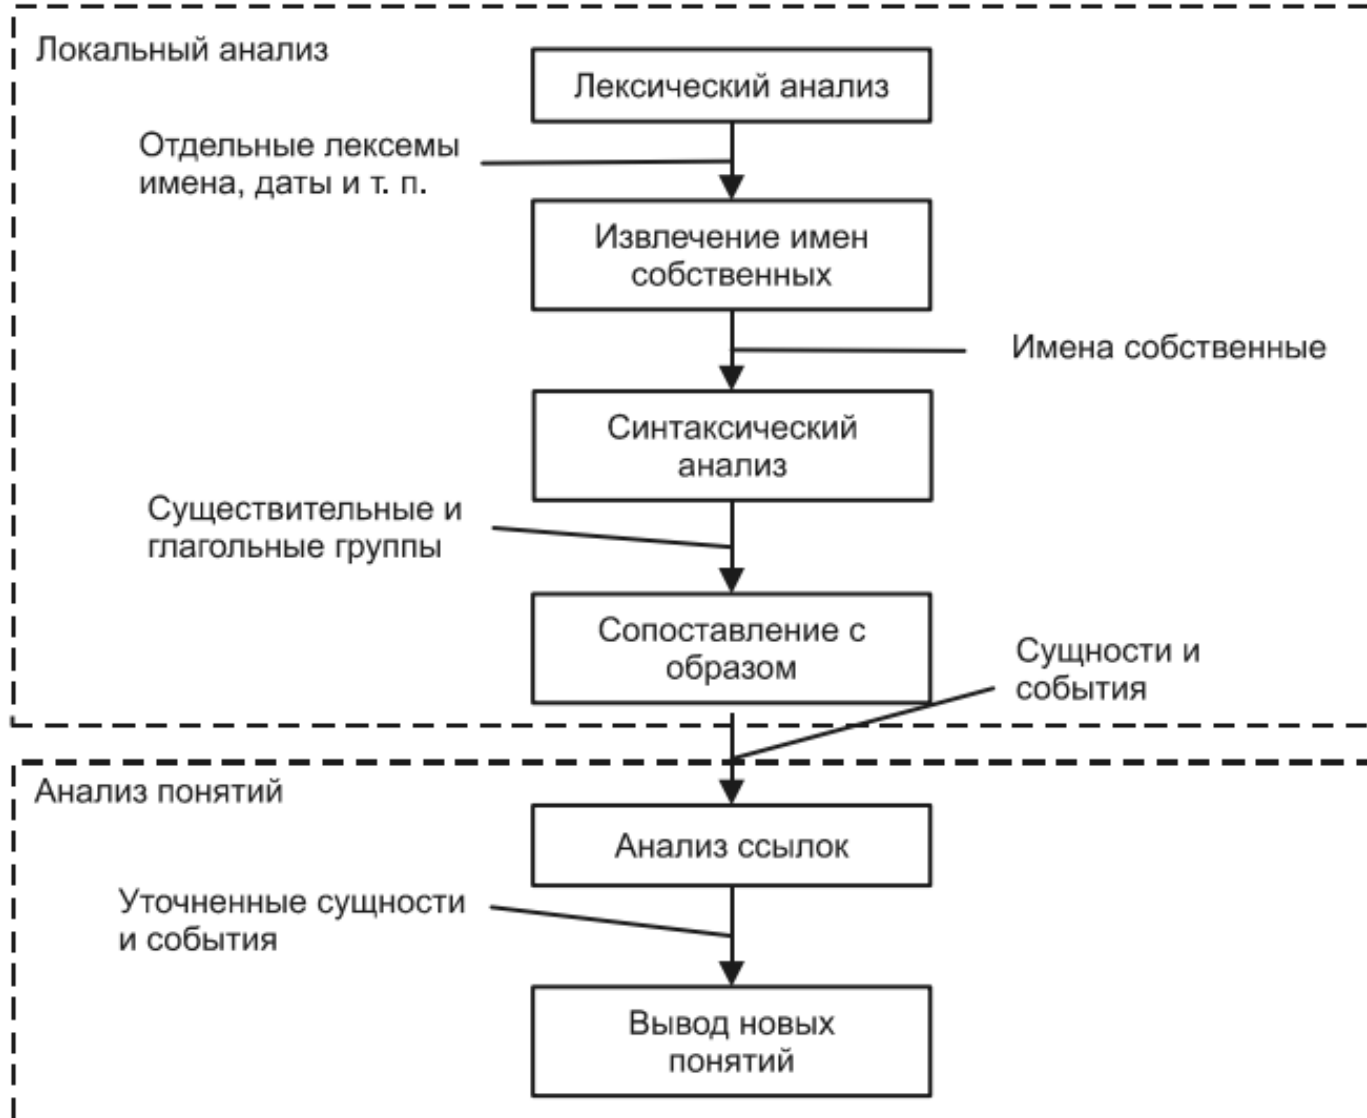 Локальный анализ
Лексический анализ
Отдельные лексемы
имена, даты и т. п.
Извлечение имен
собственных
Имена собственные
Синтаксический
анализ
Существительные и
глагольные группы
Сопоставление с
образом
Сущности и
события
Анализ понятий
Анализ ссылок
Уточненные сущности
и события
Вывод новых
понятий